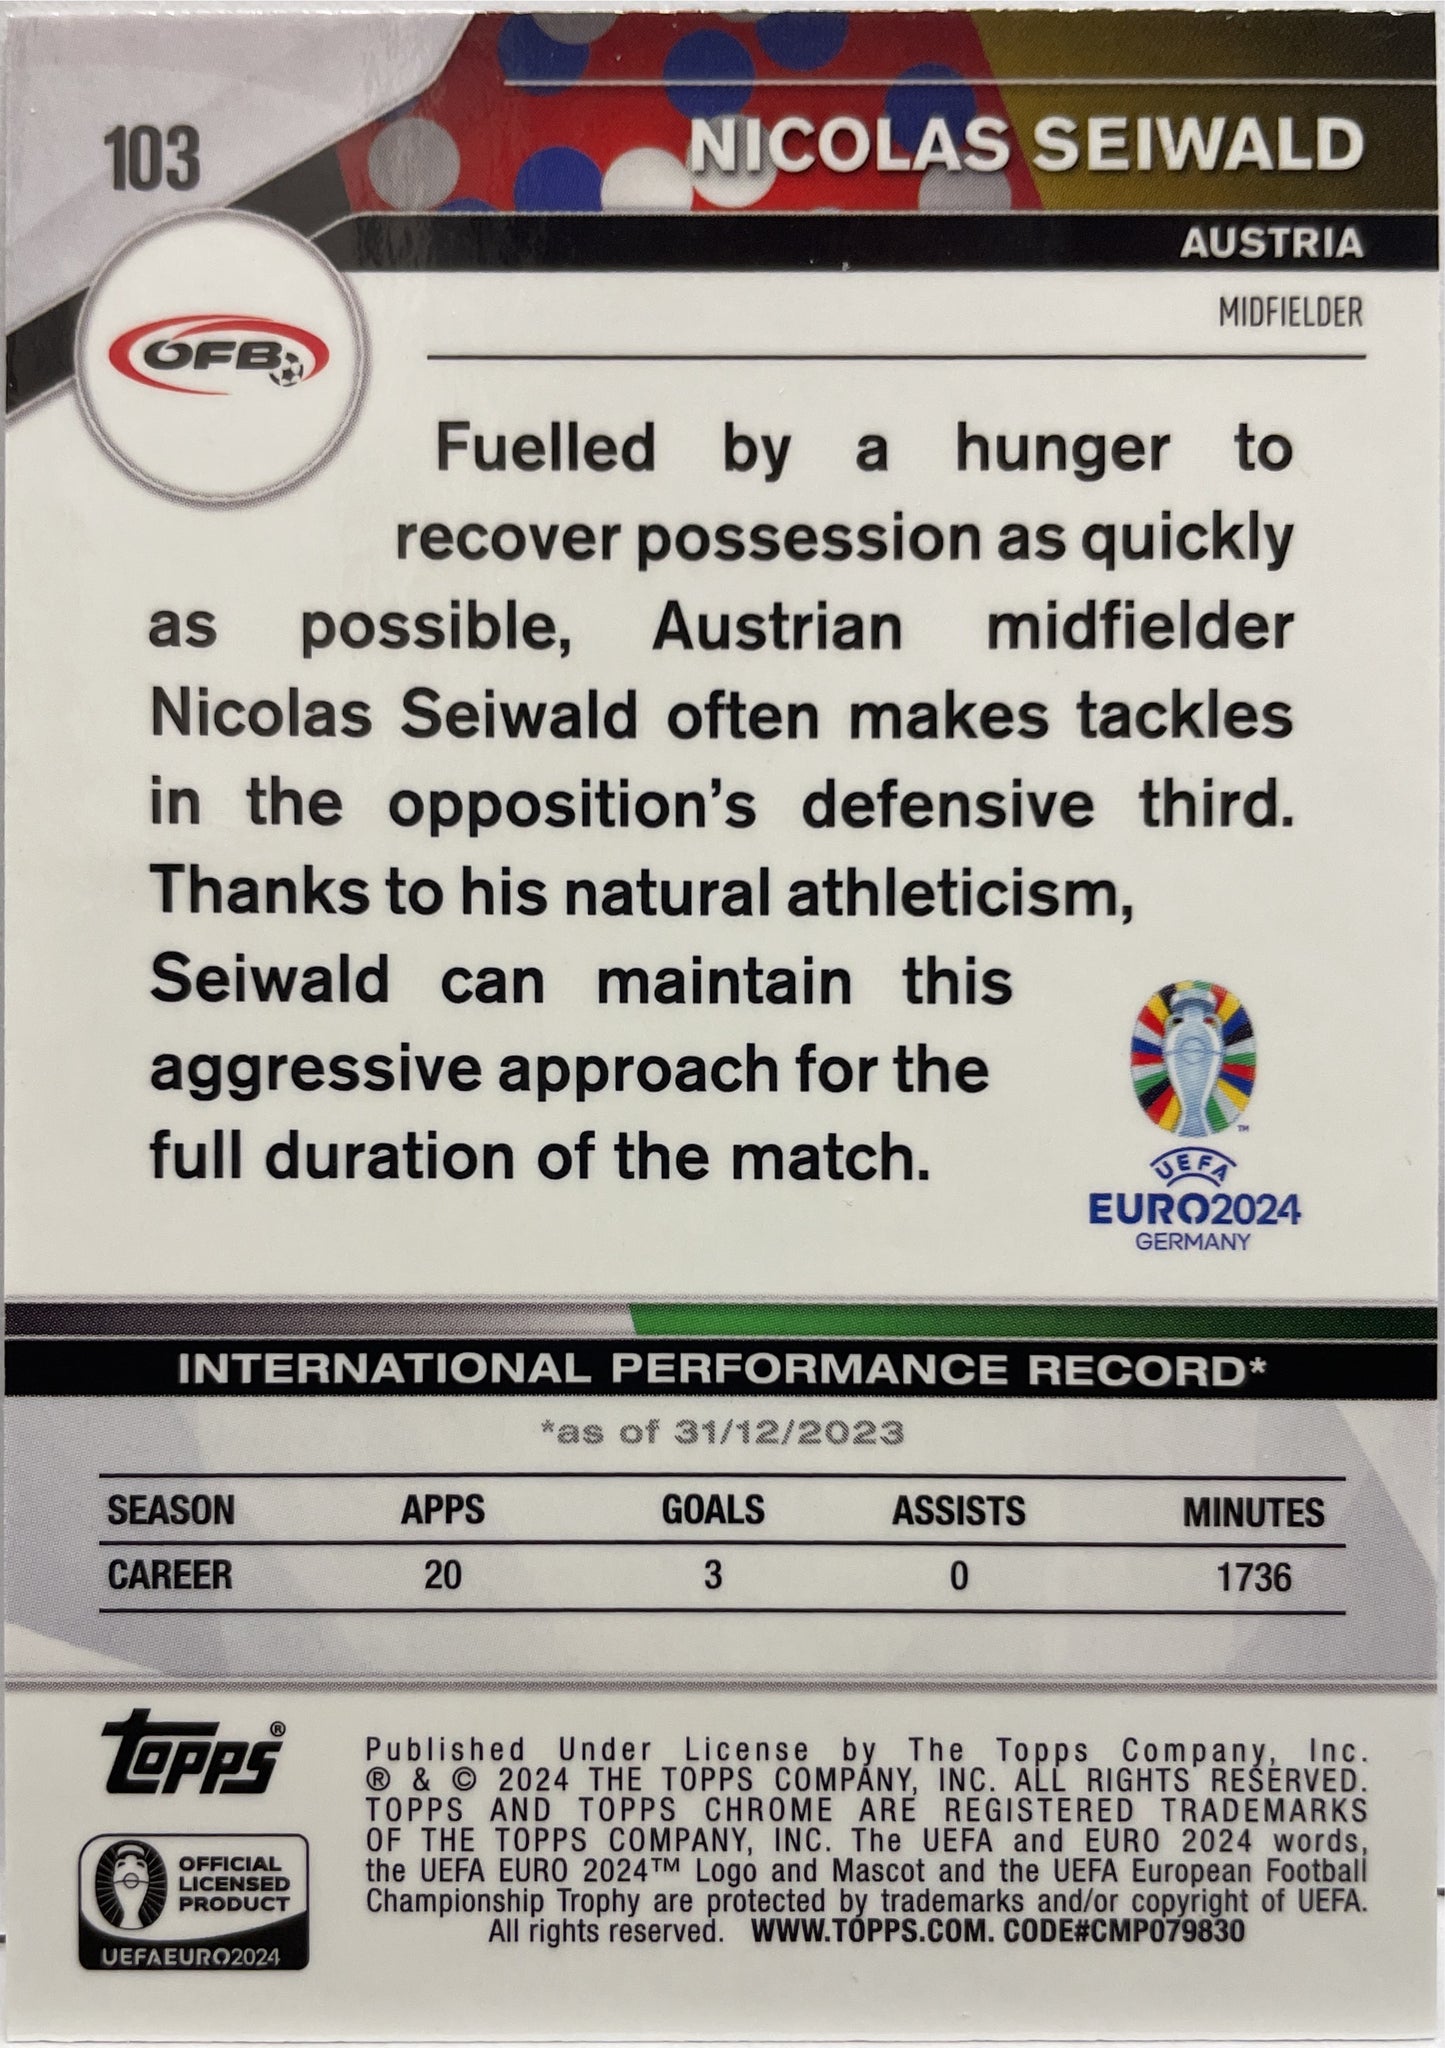 103
NICOLAS SEIWALD
AUSTRIA
MIDFIELDER
ÖFB
Fuelled by a hunger to
recover possession as quickly
as possible, Austrian midfielder
Nicolas Seiwald often makes tackles
in the opposition's defensive third.
Thanks to his natural athleticism,
Seiwald can maintain this
aggressive approach for the
full duration of the match.
TM
UEFA
EURO2024
GERMANY
INTERNATIONAL PERFORMANCE RECORD*
*as of 31/12/2023
SEASON APPS GOALS ASSISTS MINUTES
CAREER 20 3 0 1736
Topps®
OFFICIAL
LICENSED
PRODUCT
UEFAEURO2024
Published Under License by The Topps Company, Inc.
® & © 2024 THE TOPPS COMPANY, INC. ALL RIGHTS RESERVED.
TOPPS AND TOPPS CHROME ARE REGISTERED TRADEMARKS
OF THE TOPPS COMPANY, INC. The UEFA and EURO 2024 words,
the UEFA EURO 2024™ Logo and Mascot and the UEFA European Football
Championship Trophy are protected by trademarks and/or copyright of UEFA.
All rights reserved. WWW.TOPPS.COM. CODE#CMP079830